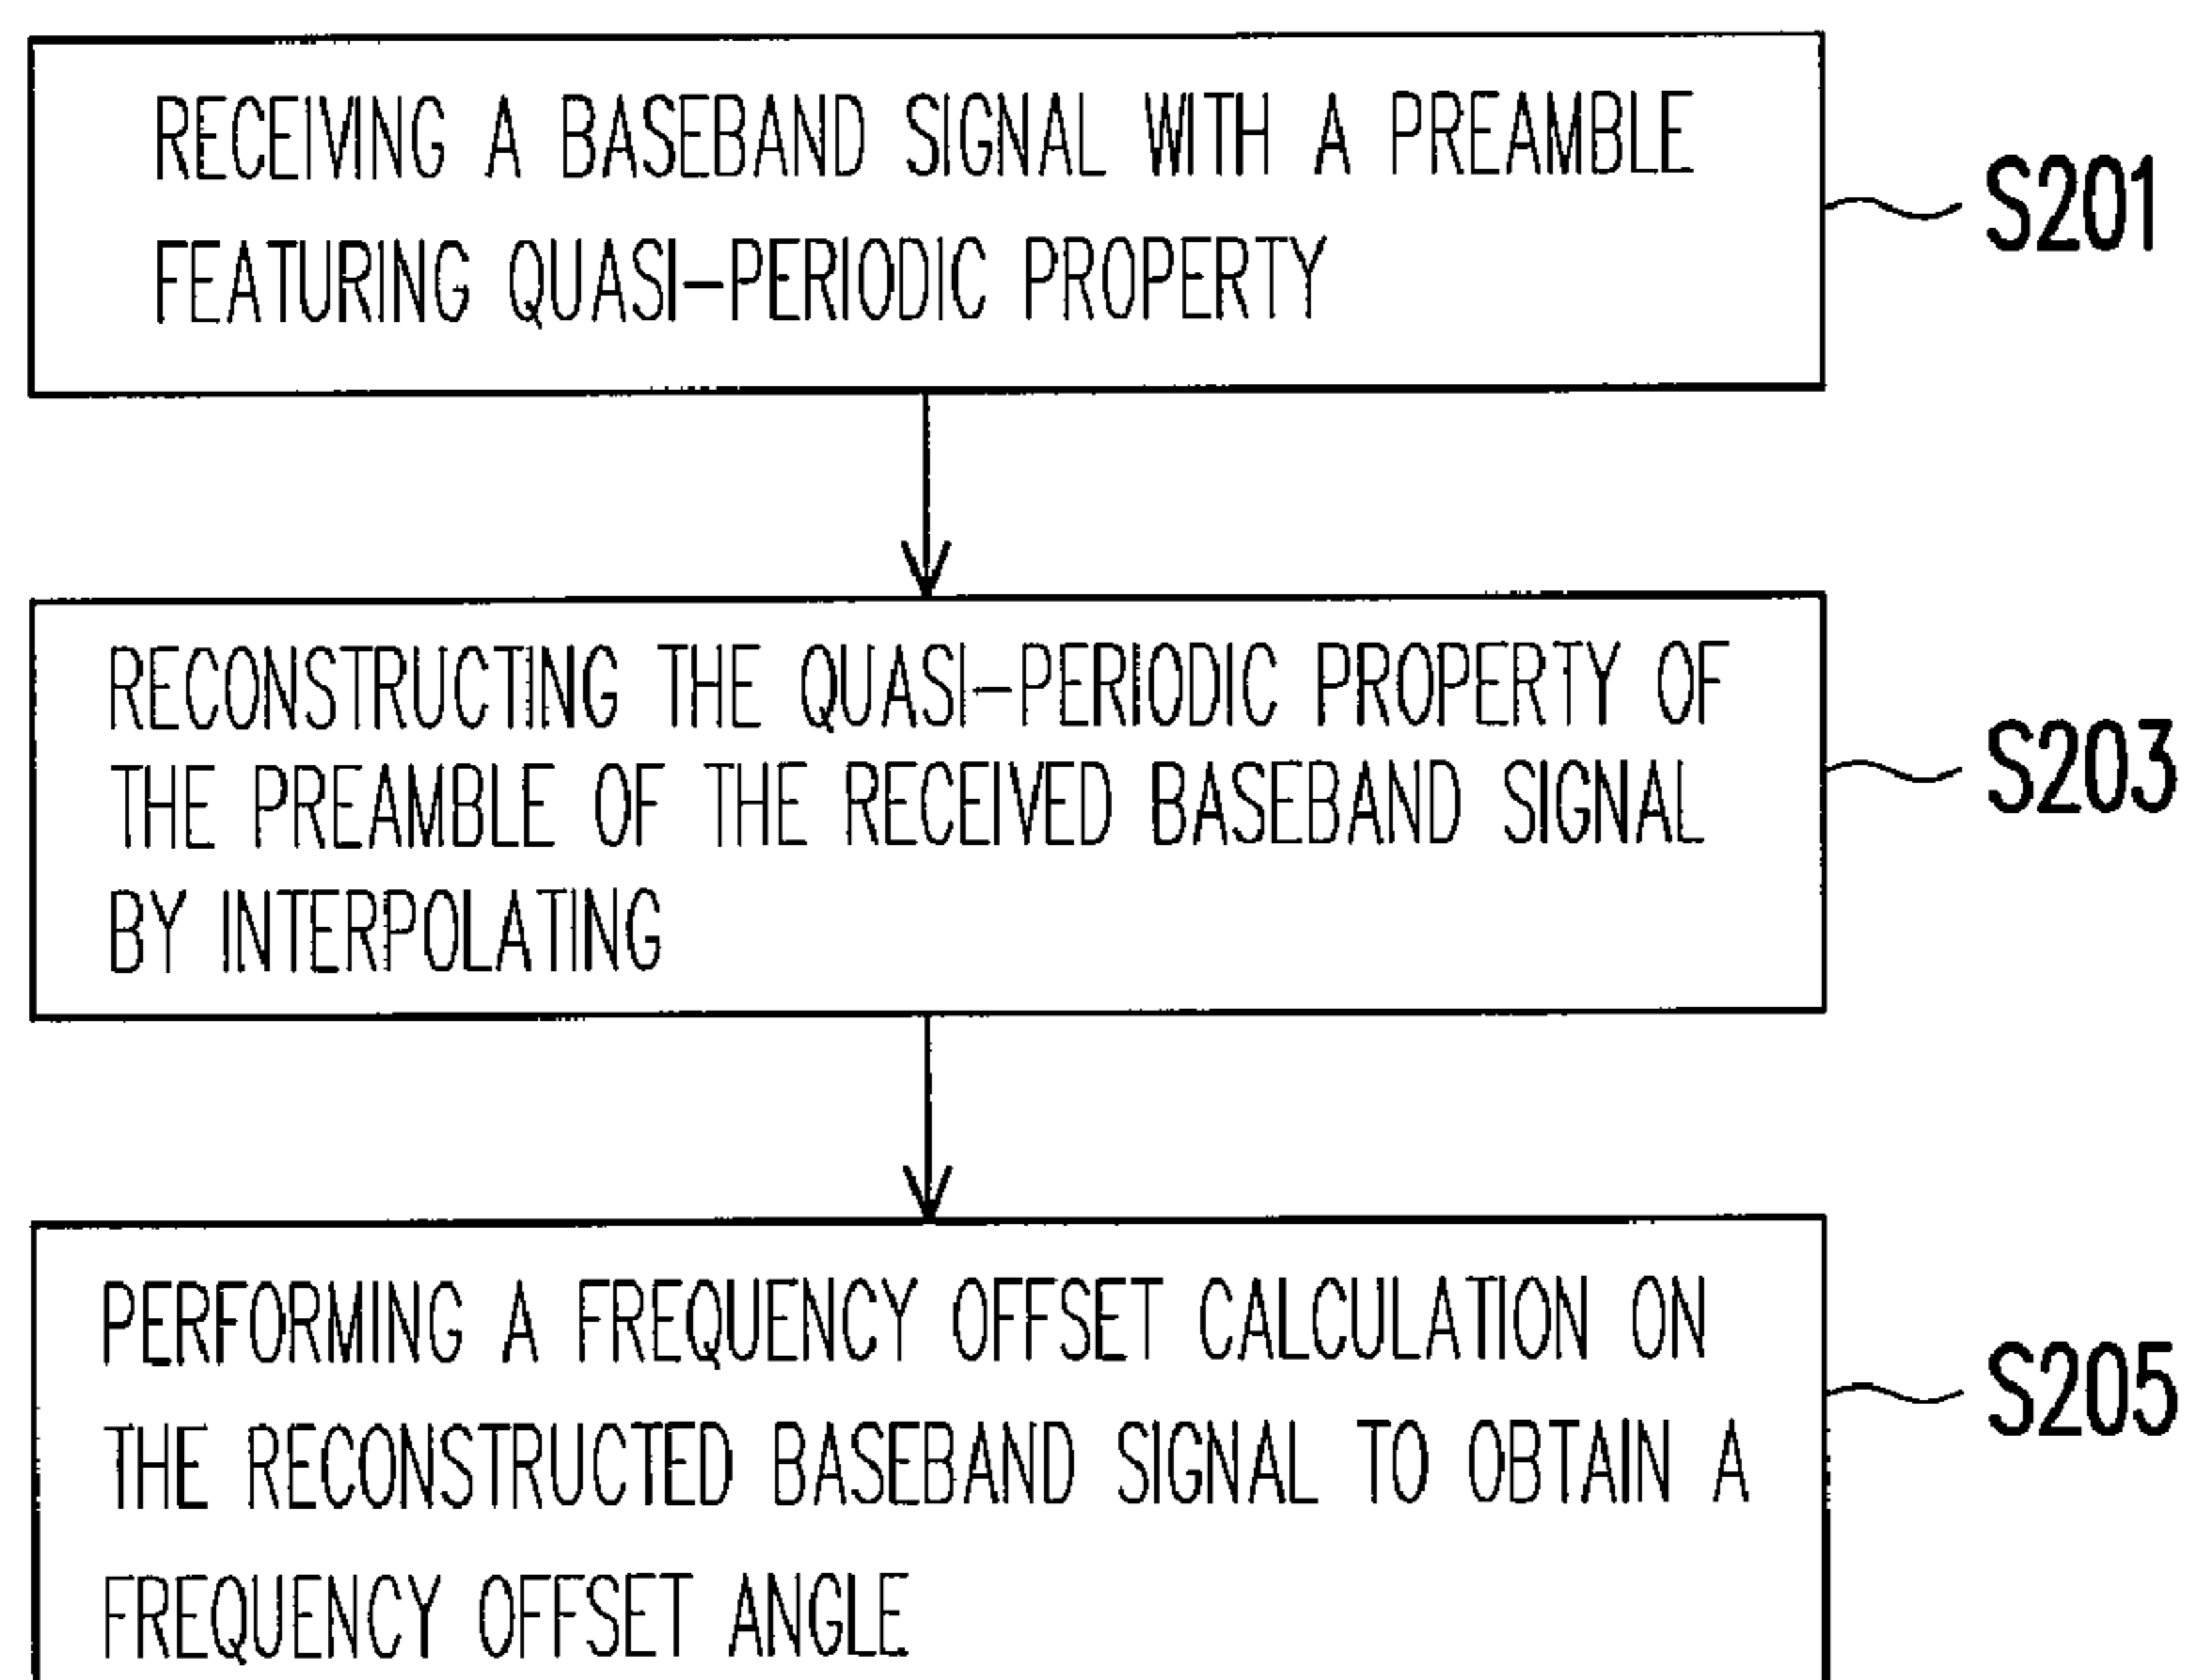 RECEIVING A BASEBAND SIGNAL WITH A PREAMBLE
FEATURING QUASI-PERIODIC PROPERTY
S201
RECONSTRUCTING THE QUASI-PERIODIC PROPERTY OF
THE PREAMBLE OF THE RECEIVED BASEBAND SIGNAL
BY INTERPOLATING
S203
PERFORMING A FREQUENCY OFFSET CALCULATION ON
THE RECONSTRUCTED BASEBAND SIGNAL TO OBTAIN A
FREQUENCY OFFSET ANGLE
S205